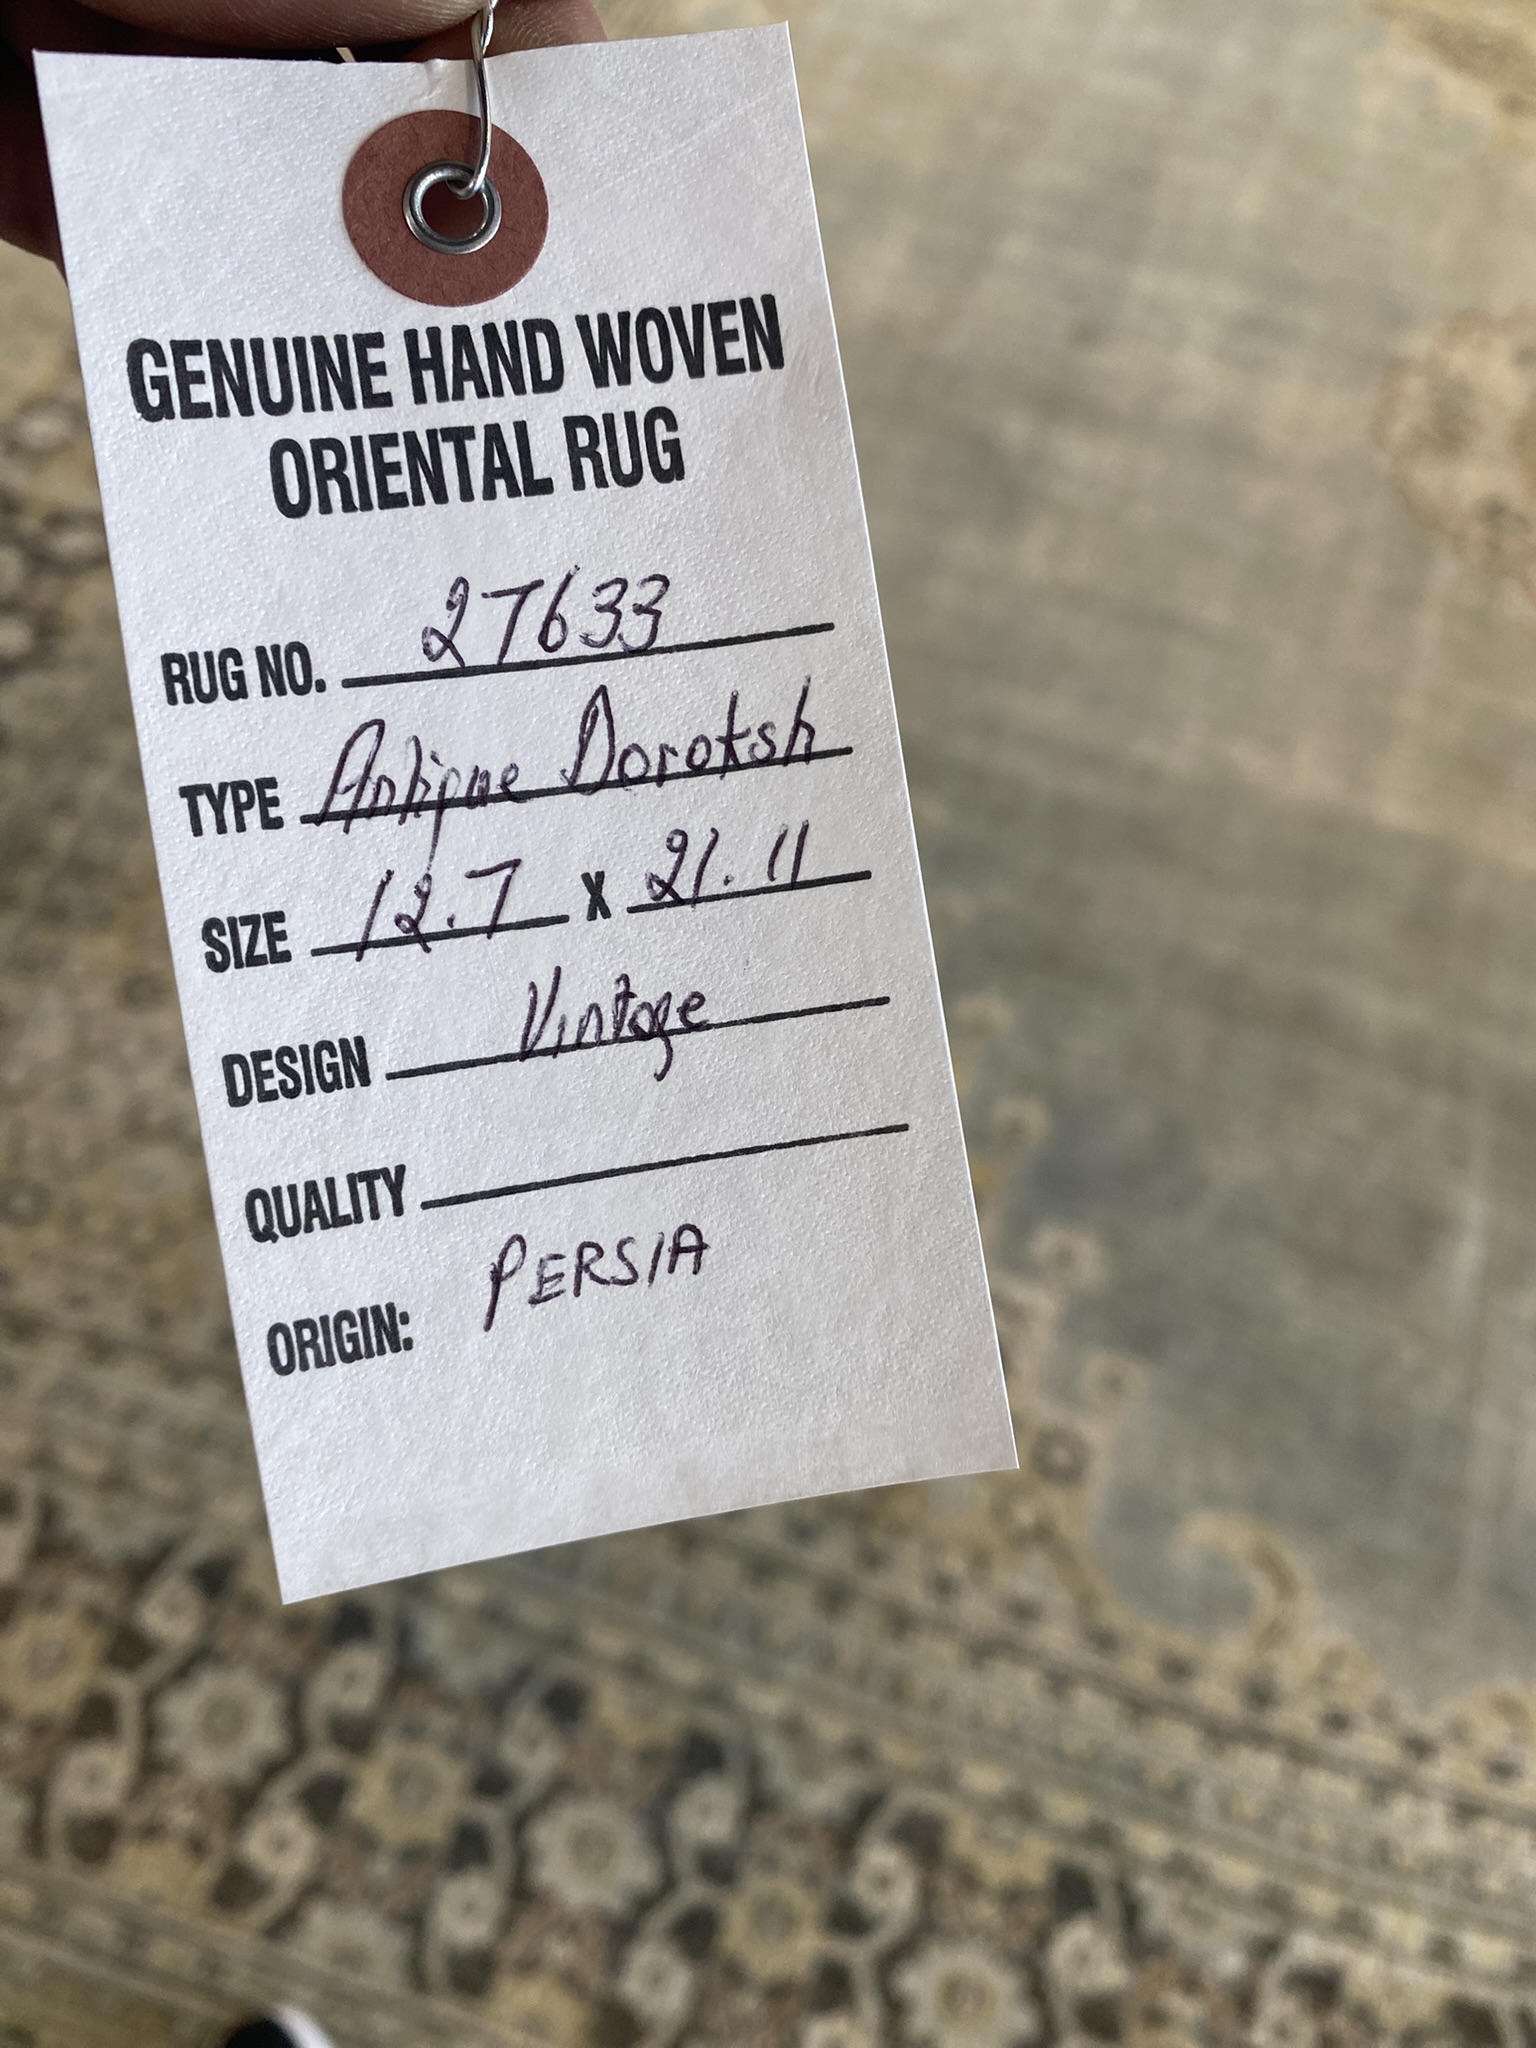 GENUINE HAND WOVEN
ORIENTAL RUG
RUG NO. 27633
TYPE Antique Doroksh
SIZE 12.7 X 21.11
DESIGN Vintage
QUALITY
ORIGIN: PERSIA